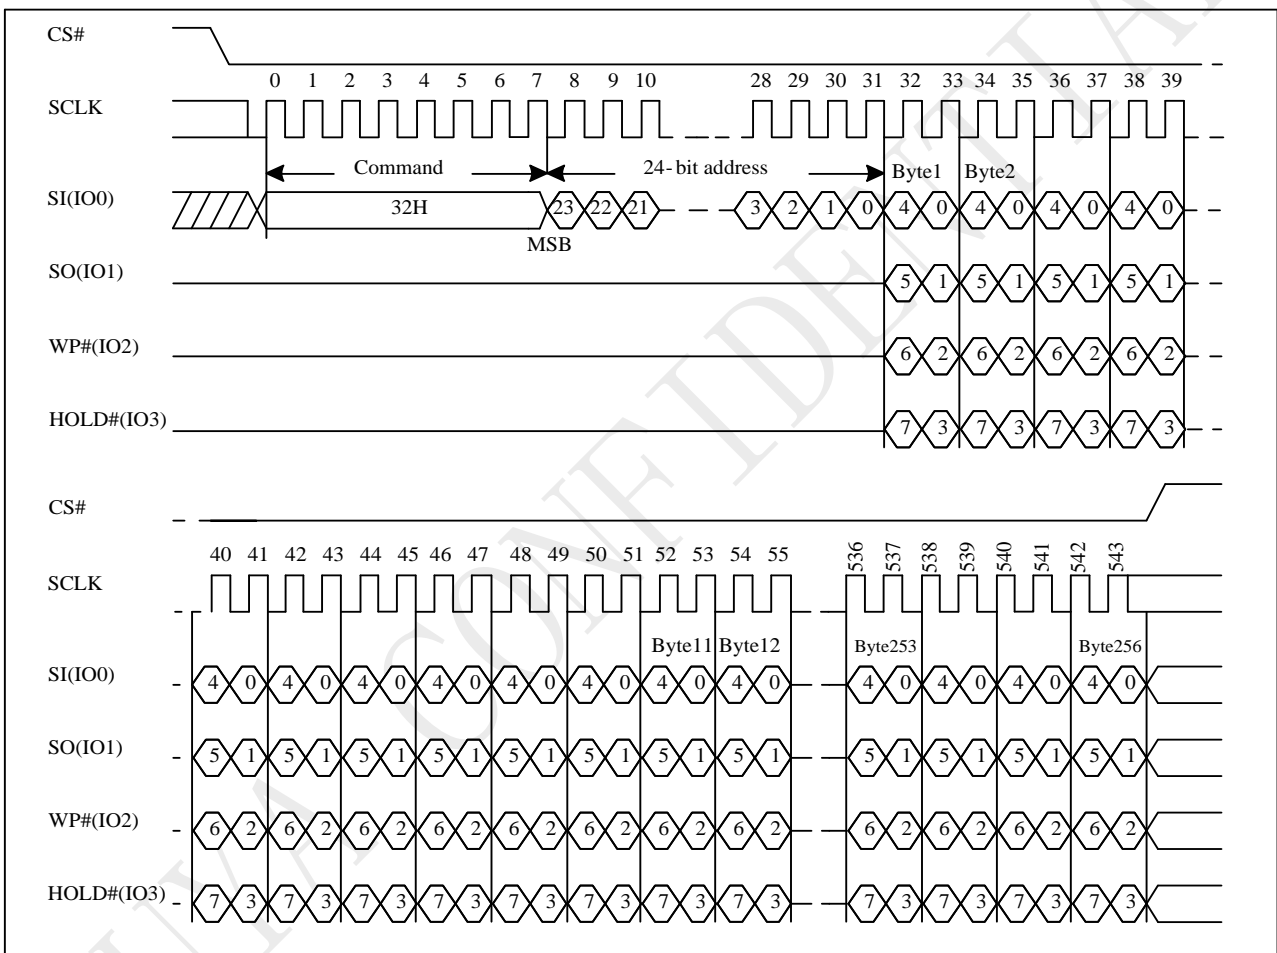 CS#
0 1 2 3 4 5 6 7 8 9 10 28 29 30 31 32 33 34 35 36 37 38 39
SCLK
Command 24-bit address Byte1 Byte2
SI(IO0) 32H 23 22 21 3 2 1 0 4 0 4 0 4 0 4 0
MSB
SO(IO1) 5 1 5 1 5 1 5 1
WP#(IO2) 6 2 6 2 6 2 6 2
HOLD#(IO3) 7 3 7 3 7 3 7 3
CS#
40 41 42 43 44 45 46 47 48 49 50 51 52 53 54 55 536 537 538 539 540 541 542 543
SCLK
Byte11 Byte12 Byte253 Byte256
SI(IO0) 4 0 4 0 4 0 4 0 4 0 4 0 4 0 4 0 4 0 4 0 4 0 4 0
SO(IO1) 5 1 5 1 5 1 5 1 5 1 5 1 5 1 5 1 5 1 5 1 5 1 5 1
WP#(IO2) 6 2 6 2 6 2 6 2 6 2 6 2 6 2 6 2 6 2 6 2 6 2 6 2
HOLD#(IO3) 7 3 7 3 7 3 7 3 7 3 7 3 7 3 7 3 7 3 7 3 7 3 7 3
UYA CONFIDENTIAL